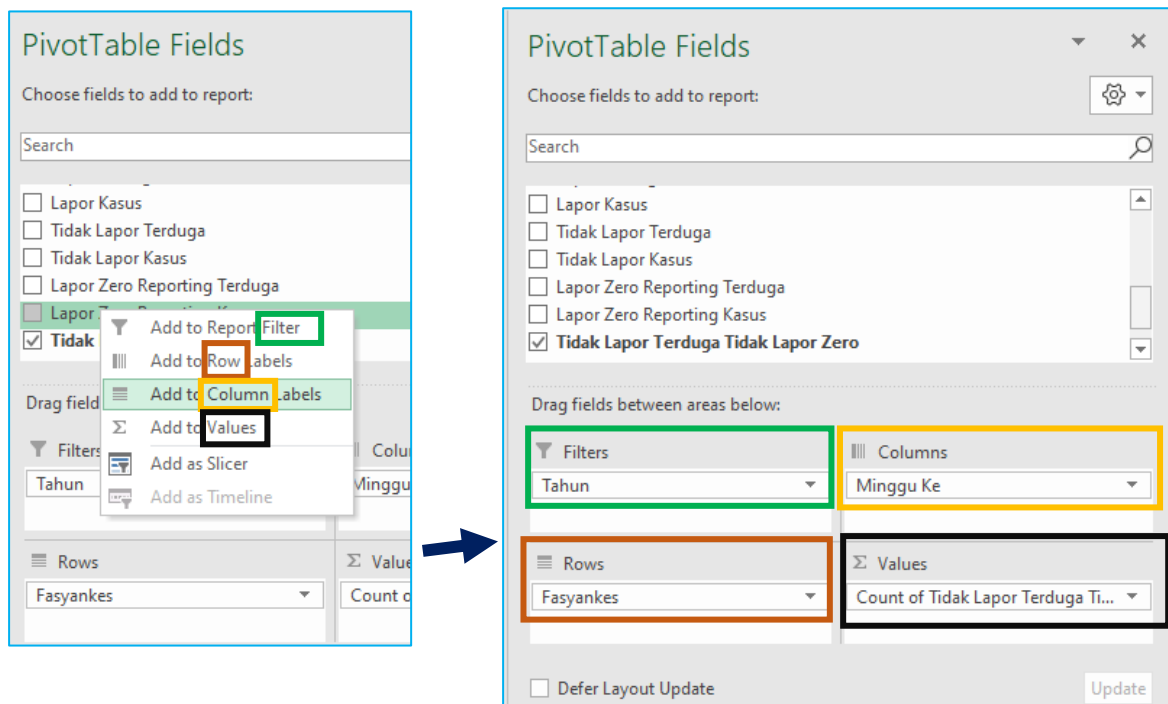 PivotTable Fields
Choose fields to add to report:
Search
Lapor Kasus
Tidak Lapor Terduga
Tidak Lapor Kasus
Lapor Zero Reporting Terduga
Lapor
Tidak
Add to Report Filter
Add to Row Labels
Add to Column Labels
Add to Values
Add as Slicer
Add as Timeline
Drag field
Filters
Tahun
Colu
Minggu
Rows
Fasyankes
Σ Value
Count o
PivotTable Fields
Choose fields to add to report:
Search
Lapor Kasus
Tidak Lapor Terduga
Tidak Lapor Kasus
Lapor Zero Reporting Terduga
Lapor Zero Reporting Kasus
Tidak Lapor Terduga Tidak Lapor Zero
Drag fields between areas below:
Filters
Tahun
Columns
Minggu Ke
Rows
Fasyankes
Σ Values
Count of Tidak Lapor Terduga Ti...
Defer Layout Update
Update